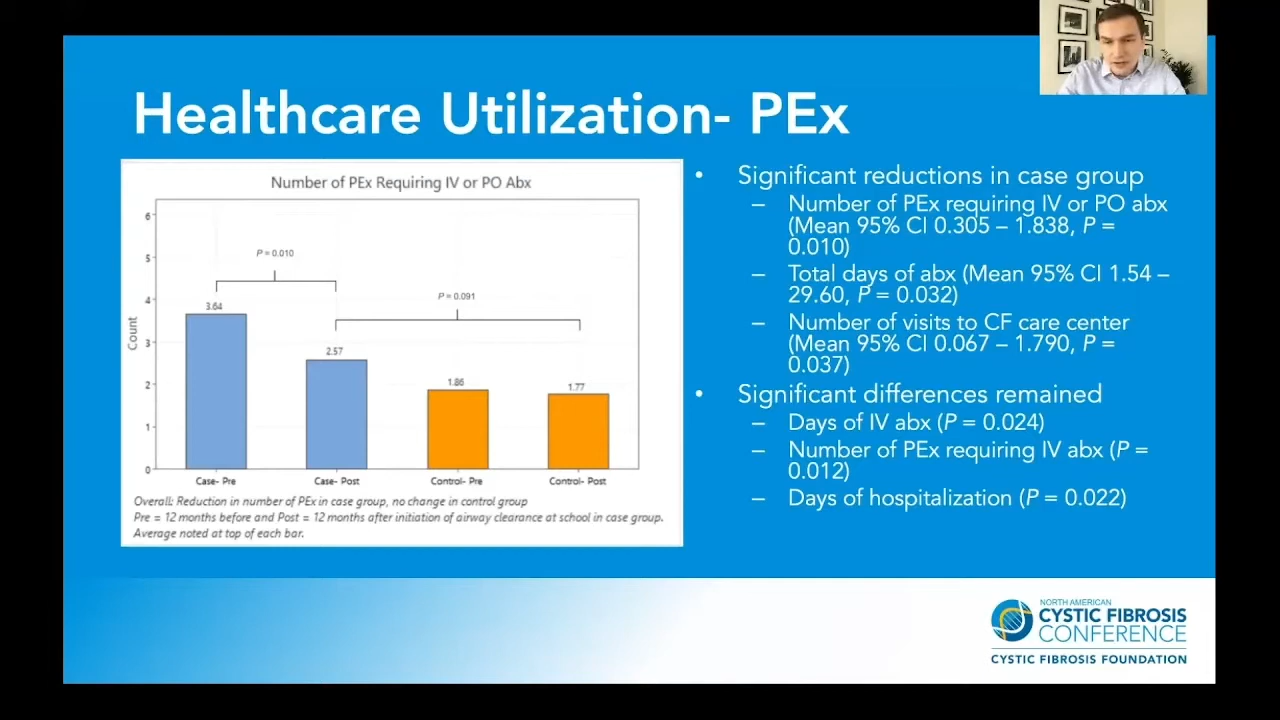 Healthcare Utilization- PEx
Number of PEx Requiring IV or PO Abx
6
5
4
3
2
1
0
Count
P = 0.010
P = 0.091
3.64
2.57
1.86
1.77
Case- Pre
Case- Post
Control- Pre
Control- Post
Overall: Reduction in number of PEx in case group, no change in control group
Pre = 12 months before and Post = 12 months after initiation of airway clearance at school in case group.
Average noted at top of each bar.
• Significant reductions in case group
– Number of PEx requiring IV or PO abx
(Mean 95% CI 0.305 – 1.838, P =
0.010)
– Total days of abx (Mean 95% CI 1.54 –
29.60, P = 0.032)
– Number of visits to CF care center
(Mean 95% CI 0.067 – 1.790, P =
0.037)
• Significant differences remained
– Days of IV abx (P = 0.024)
– Number of PEx requiring IV abx (P =
0.012)
– Days of hospitalization (P = 0.022)
NORTH AMERICAN
CYSTIC FIBROSIS
CONFERENCE
CYSTIC FIBROSIS FOUNDATION